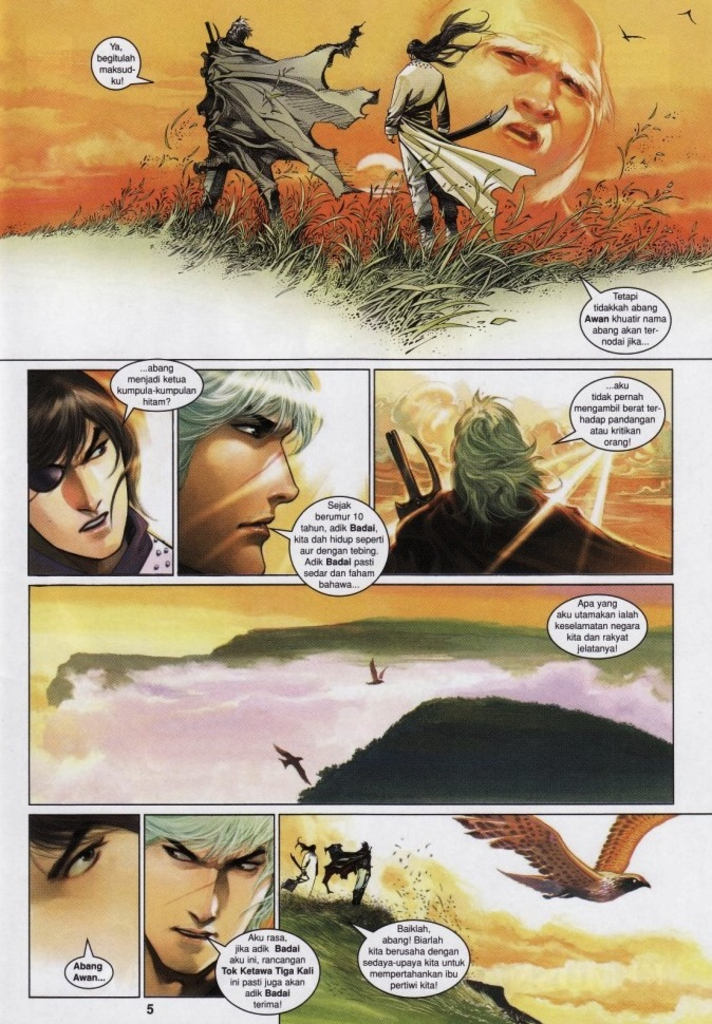 Ya,
begitulah
maksud-
ku!
Tetapi
tidakkah abang
Awan khuatir nama
abang akan ter-
nodai jika...
...abang
menjadi ketua
kumpula-kumpulan
hitam?
Sejak
berumur 10
tahun, adik Badai,
kita dah hidup seperti
aur dengan tebing.
Adik Badai pasti
sedar dan faham
bahawa...
...aku
tidak pernah
mengambil berat ter-
hadap pandangan
atau kritikan
orang!
Apa yang
aku utamakan ialah
keselamatan negara
kita dan rakyat
jelatanya!
Abang
Awan...
Aku rasa,
jika adik Badai
aku ini, rancangan
Tok Ketawa Tiga Kali
ini pasti juga akan
adik Badai
terima!
Baiklah,
abang! Biarlah
kita berusaha dengan
sedaya-upaya kita untuk
mempertahankan ibu
pertiwi kita!
5